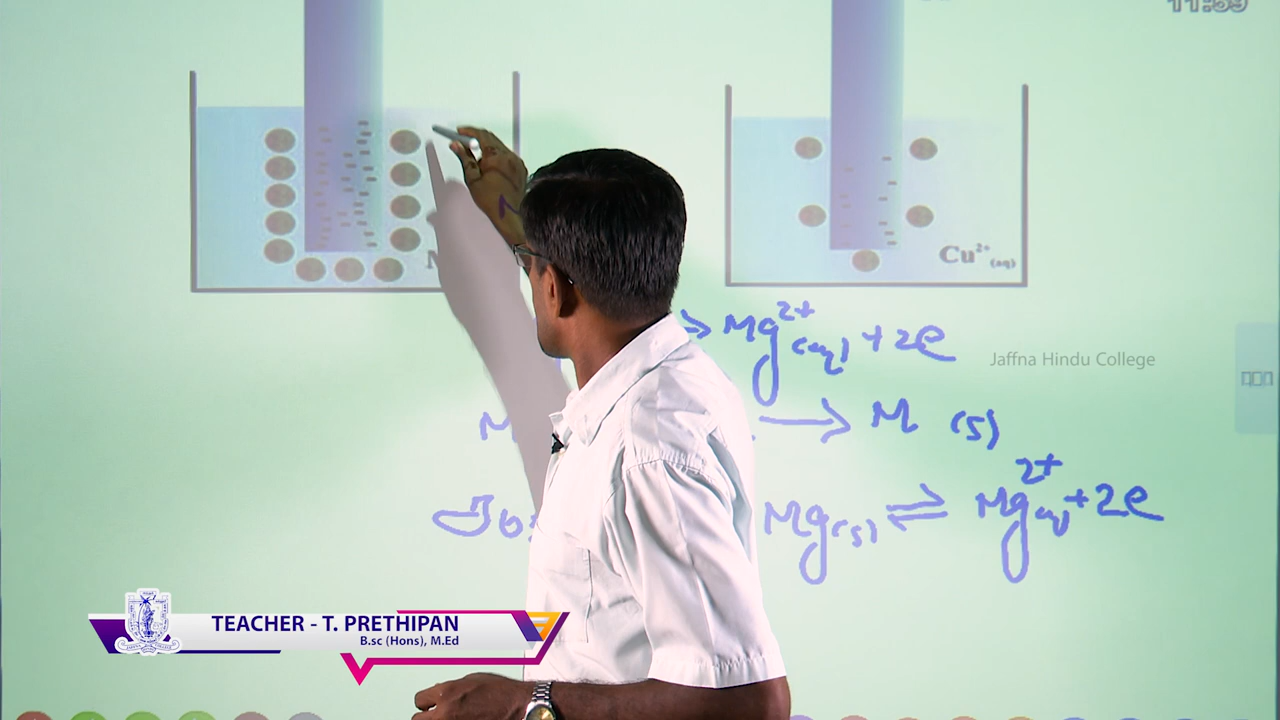 11:59
Cu²⁺ (aq)
→ Mg²⁺(aq) + 2e
Jaffna Hindu College
M → M (s)
Mg(s) ⇌ Mg²⁺(aq) + 2e
TEACHER - T. PRETHIPAN
B.sc (Hons), M.Ed